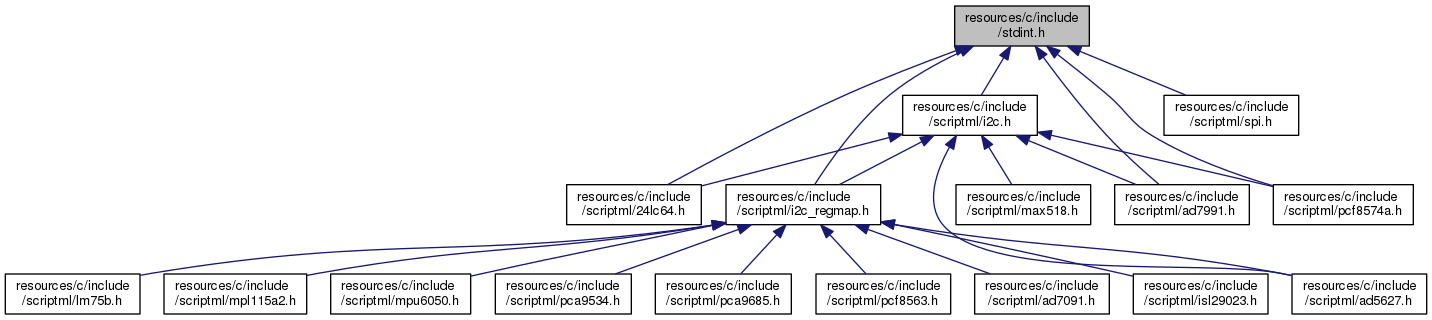 resources/c/include
/stdint.h
resources/c/include
/scriptml/i2c.h
resources/c/include
/scriptml/spi.h
resources/c/include
/scriptml/24lc64.h
resources/c/include
/scriptml/i2c_regmap.h
resources/c/include
/scriptml/max518.h
resources/c/include
/scriptml/ad7991.h
resources/c/include
/scriptml/pcf8574a.h
resources/c/include
/scriptml/lm75b.h
resources/c/include
/scriptml/mpl115a2.h
resources/c/include
/scriptml/mpu6050.h
resources/c/include
/scriptml/pca9534.h
resources/c/include
/scriptml/pca9685.h
resources/c/include
/scriptml/pcf8563.h
resources/c/include
/scriptml/ad7091.h
resources/c/include
/scriptml/isl29023.h
resources/c/include
/scriptml/ad5627.h